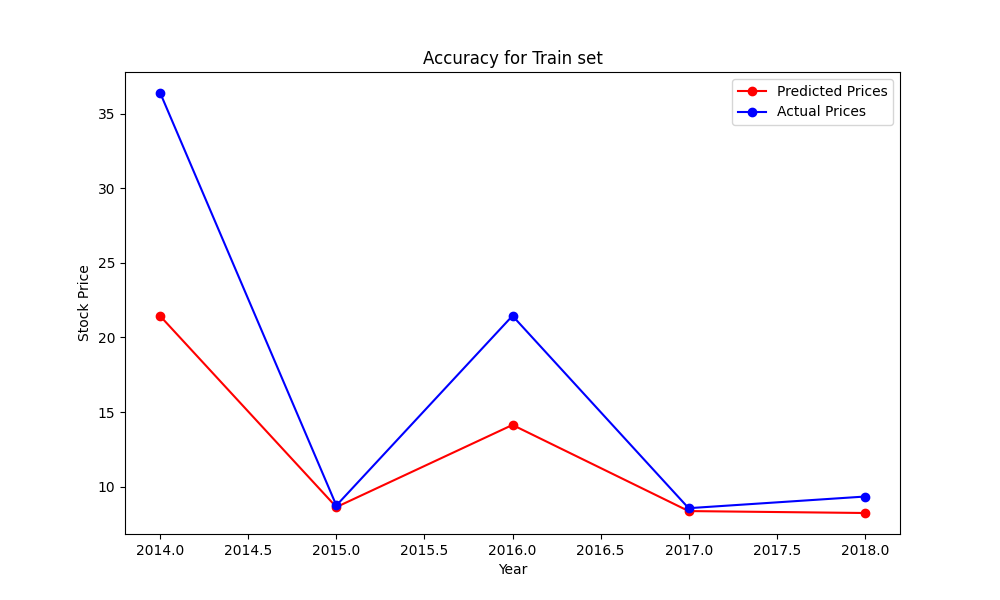 Accuracy for Train set
Predicted Prices
Actual Prices
35
30
25
20
15
10
Stock Price
2014.0 2014.5 2015.0 2015.5 2016.0 2016.5 2017.0 2017.5 2018.0
Year